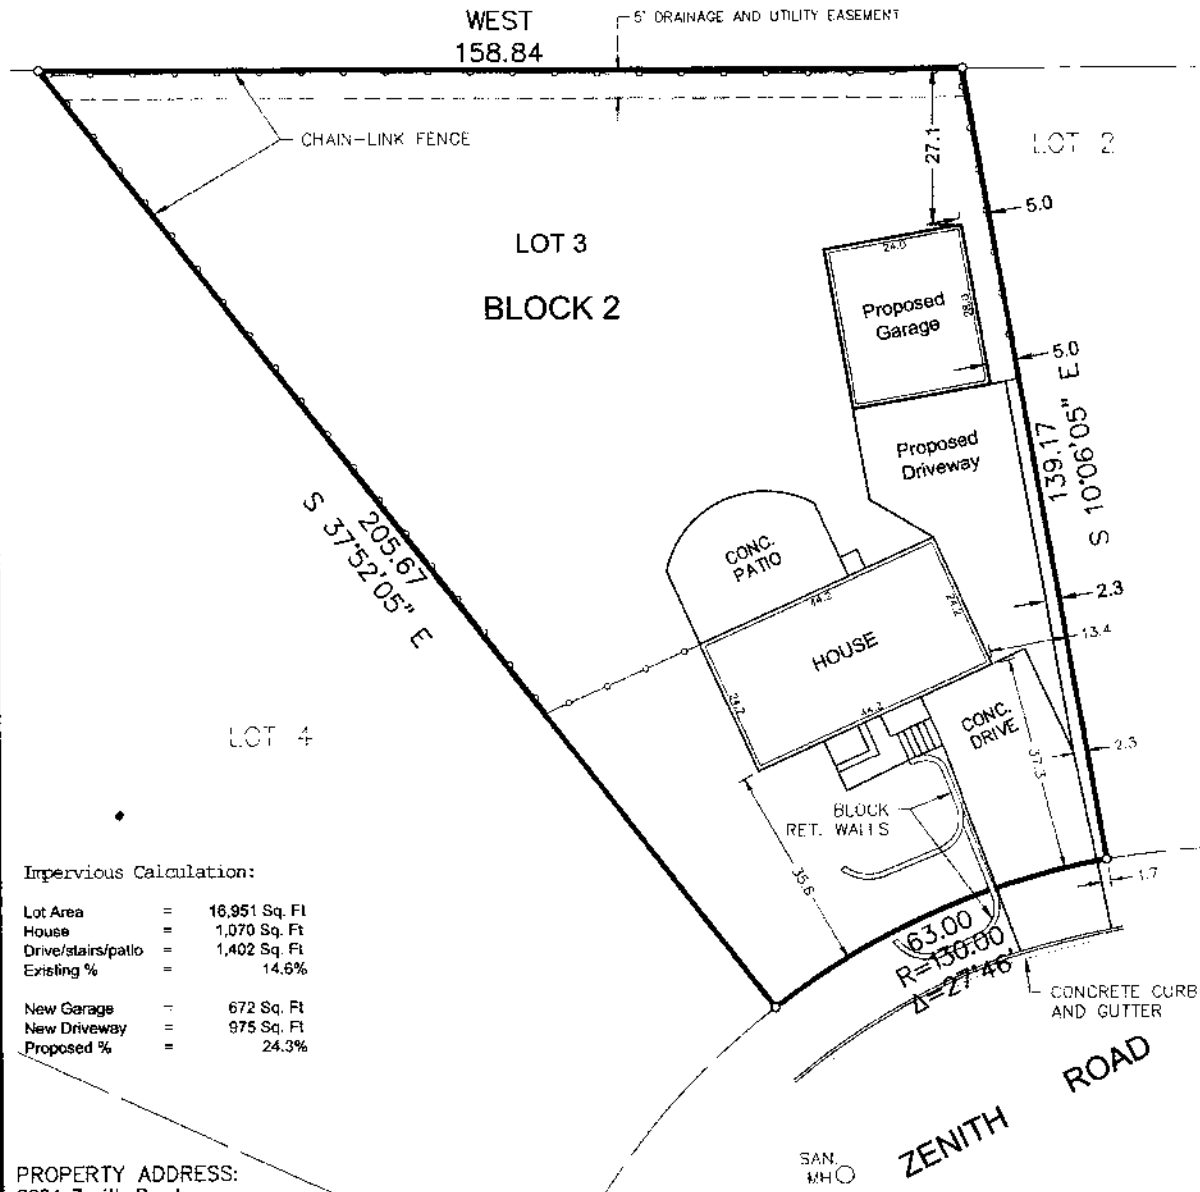 WEST
158.84
5' DRAINAGE AND UTILITY EASEMENT
CHAIN-LINK FENCE
27.1
LOT 2
5.0
LOT 3
BLOCK 2
24.0
Proposed
Garage
28.0
5.0
139.17
S 10°06'05" E
Proposed
Driveway
205.67
S 37°52'05" E
CONC.
PATIO
44.2
24.2
2.3
13.4
HOUSE
24.2
44.2
LOT 4
CONC.
DRIVE
37.3
2.3
BLOCK
RET. WALLS
35.6
1.7
63.00
R=130.00
Δ=27°46'
CONCRETE CURB
AND GUTTER
Impervious Calculation:
Lot Area = 16,951 Sq. Ft
House = 1,070 Sq. Ft
Drive/stairs/patio = 1,402 Sq. Ft
Existing % = 14.6%
New Garage = 672 Sq. Ft
New Driveway = 975 Sq. Ft
Proposed % = 24.3%
ZENITH ROAD
SAN.
MH
PROPERTY ADDRESS: